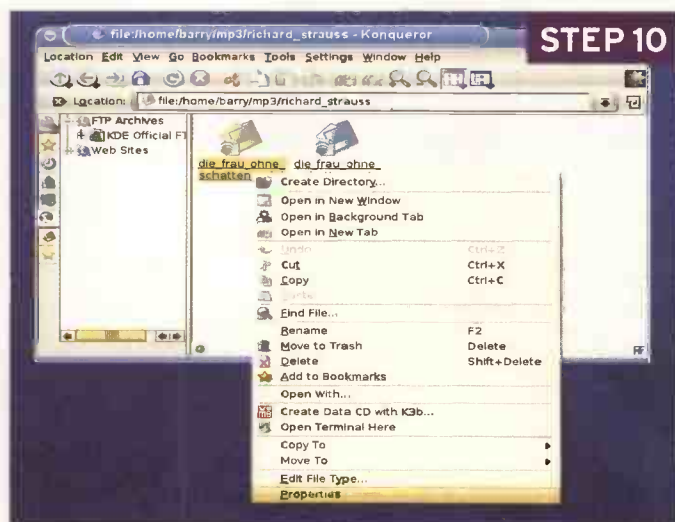 STEP 10
file:/home/barry/mp3/richard_strauss - Konqueror
Location Edit View Go Bookmarks Tools Settings Window Help
Location: file:/home/barry/mp3/richard_strauss
FTP Archives
KDE Official FT
Web Sites
die_frau_ohne_ die_frau_ohne_
schatten
Create Directory...
Open in New Window
Open in Background Tab
Open in New Tab
Undo Ctrl+Z
Cut Ctrl+X
Copy Ctrl+C
Paste
Find File...
Rename F2
Move to Trash Delete
Delete Shift+Delete
Add to Bookmarks
Open With...
Create Data CD with K3b...
Open Terminal Here
Copy To
Move To
Edit File Type...
Properties